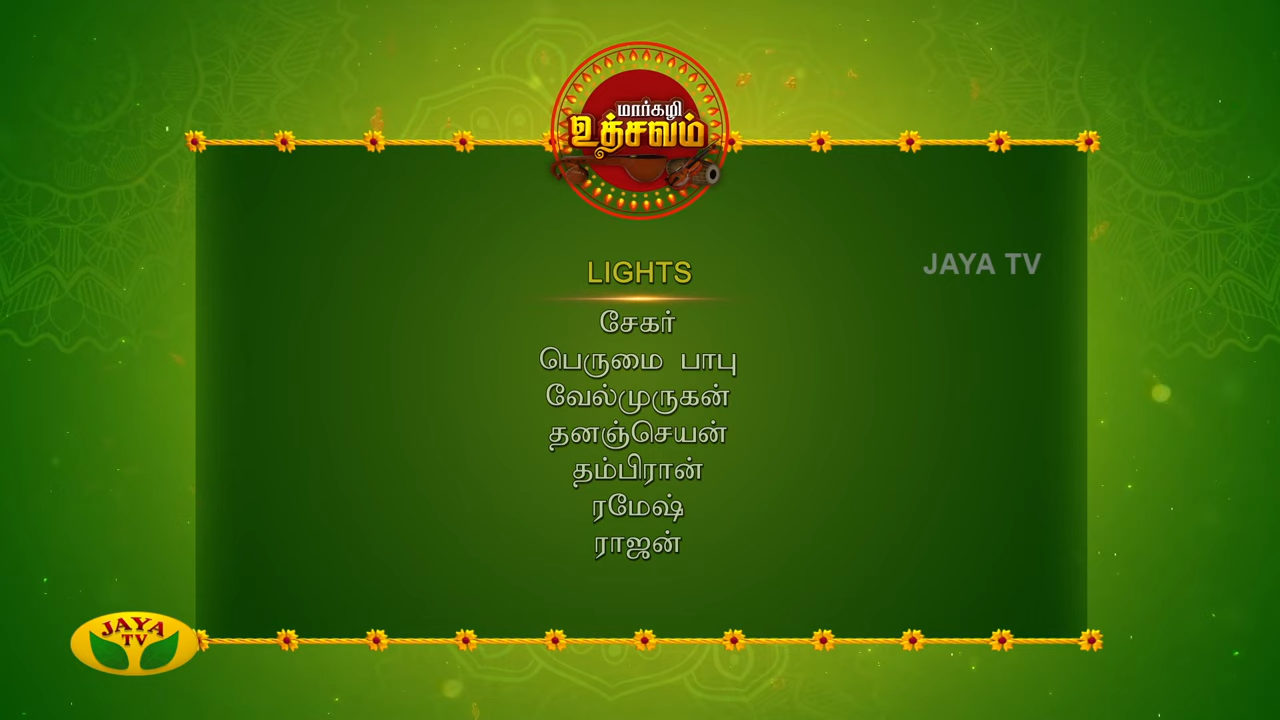 மார்கழி
உத்சவம்
LIGHTS
JAYA TV
சேகர்
பெருமை பாபு
வேல்முருகன்
தனஞ்செயன்
தம்பிரான்
ரமேஷ்
ராஜன்
JAYA
TV